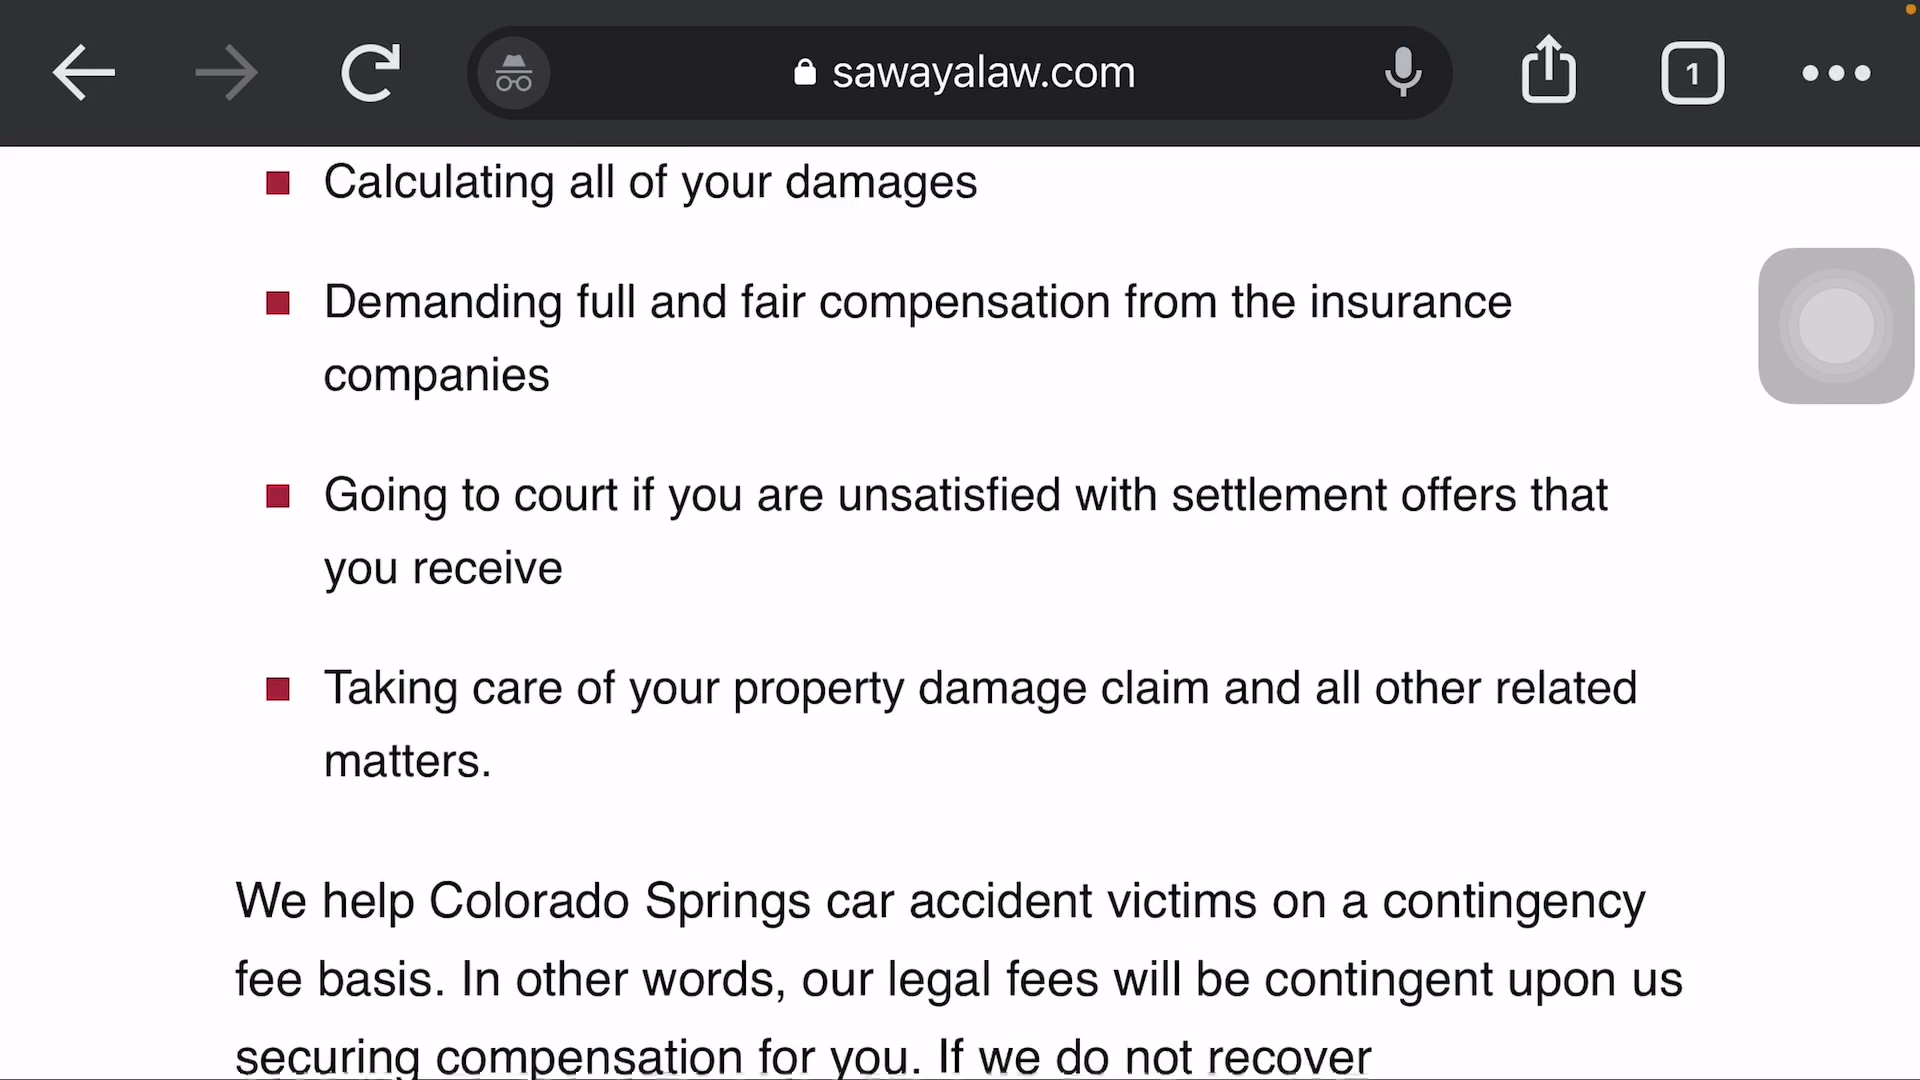 sawayalaw.com
1
Calculating all of your damages
Demanding full and fair compensation from the insurance
companies
Going to court if you are unsatisfied with settlement offers that
you receive
Taking care of your property damage claim and all other related
matters.
We help Colorado Springs car accident victims on a contingency
fee basis. In other words, our legal fees will be contingent upon us
securing compensation for you. If we do not recover